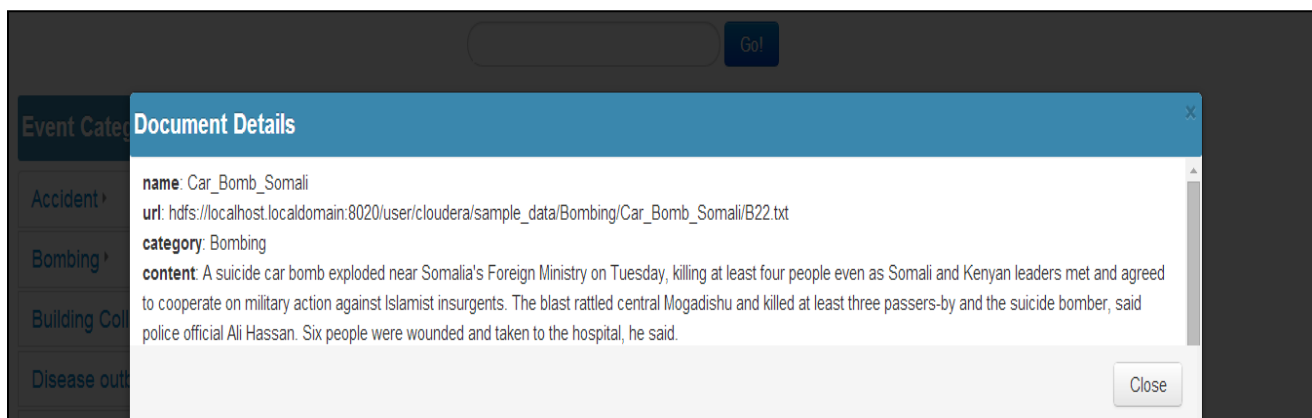 Go!
Event Categ
Document Details
x
Accident
Bombing
Building Coll
Disease outb
name: Car_Bomb_Somali
url: hdfs://localhost.localdomain:8020/user/cloudera/sample_data/Bombing/Car_Bomb_Somali/B22.txt
category: Bombing
content: A suicide car bomb exploded near Somalia's Foreign Ministry on Tuesday, killing at least four people even as Somali and Kenyan leaders met and agreed
to cooperate on military action against Islamist insurgents. The blast rattled central Mogadishu and killed at least three passers-by and the suicide bomber, said
police official Ali Hassan. Six people were wounded and taken to the hospital, he said.
Close